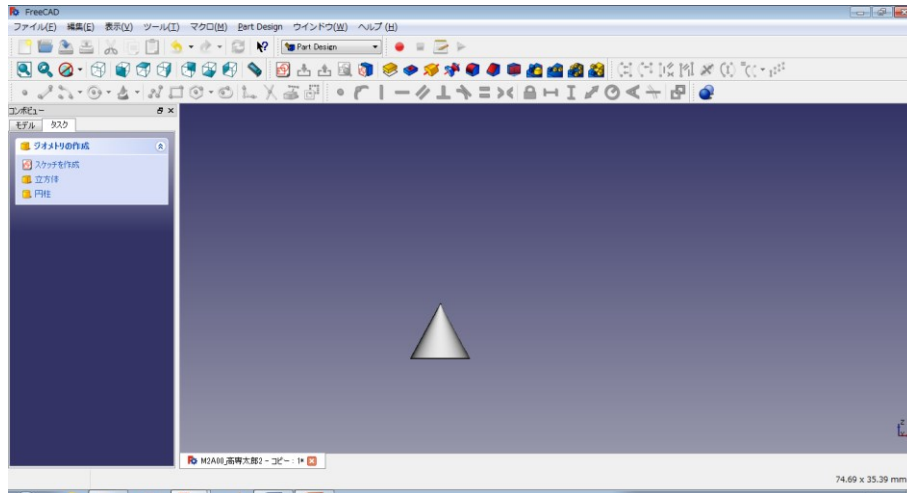 FreeCAD
ファイル(F) 編集(E) 表示(V) ツール(T) マクロ(M) Part Design ウインドウ(W) ヘルプ(H)
Part Design
コンボビュー
モデル タスク
ジオメトリの作成
スケッチを作成
立方体
円柱
M2A00_高専太郎2 - コピー : 1*
74.69 x 35.39 mm